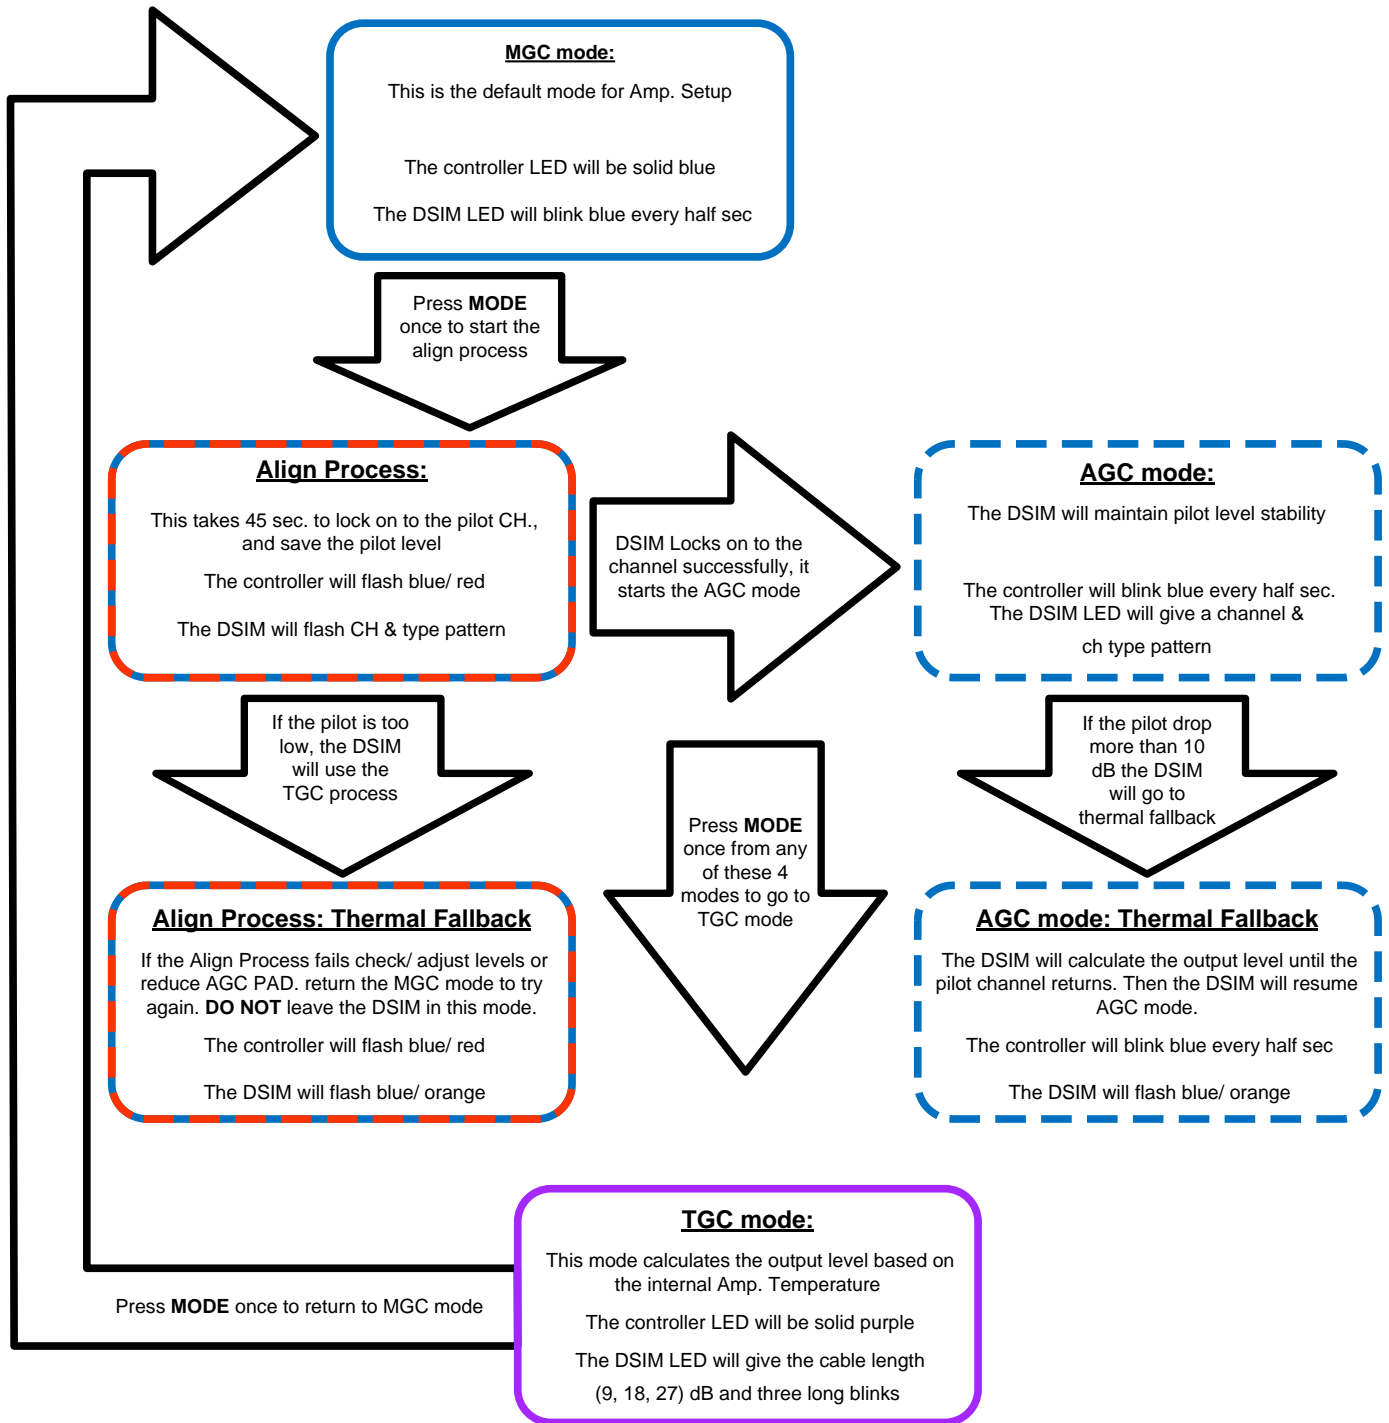 MGC mode:
This is the default mode for Amp. Setup
The controller LED will be solid blue
The DSIM LED will blink blue every half sec
Press MODE
once to start the
align process
Align Process:
This takes 45 sec. to lock on to the pilot CH.,
and save the pilot level
The controller will flash blue/ red
The DSIM will flash CH & type pattern
DSIM Locks on to the
channel successfully, it
starts the AGC mode
AGC mode:
The DSIM will maintain pilot level stability
The controller will blink blue every half sec.
The DSIM LED will give a channel &
ch type pattern
If the pilot is too
low, the DSIM
will use the
TGC process
Press MODE
once from any
of these 4
modes to go to
TGC mode
If the pilot drop
more than 10
dB the DSIM
will go to
thermal fallback
Align Process: Thermal Fallback
If the Align Process fails check/ adjust levels or
reduce AGC PAD. return the MGC mode to try
again. DO NOT leave the DSIM in this mode.
The controller will flash blue/ red
The DSIM will flash blue/ orange
AGC mode: Thermal Fallback
The DSIM will calculate the output level until the
pilot channel returns. Then the DSIM will resume
AGC mode.
The controller will blink blue every half sec
The DSIM will flash blue/ orange
TGC mode:
This mode calculates the output level based on
the internal Amp. Temperature
The controller LED will be solid purple
The DSIM LED will give the cable length
(9, 18, 27) dB and three long blinks
Press MODE once to return to MGC mode